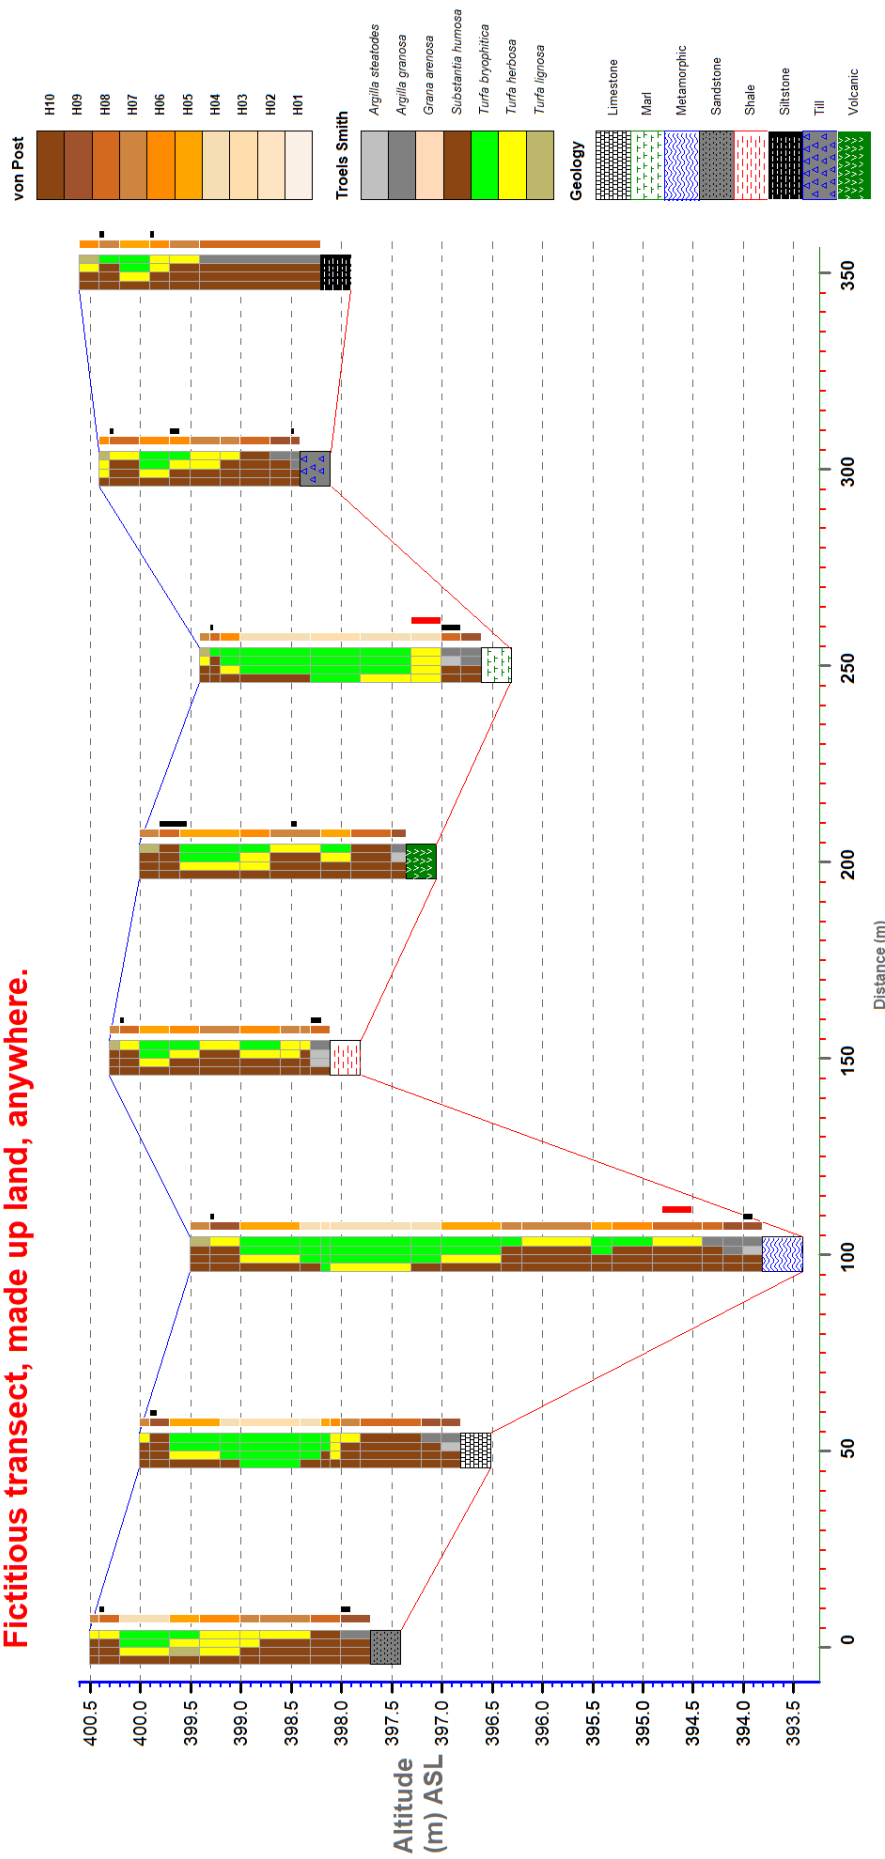 Fictitious transect, made up land, anywhere.
Altitude
(m) ASL
400.5
400.0
399.5
399.0
398.5
398.0
397.5
397.0
396.5
396.0
395.5
395.0
394.5
394.0
393.5
0
50
100
150
200
250
300
350
Distance (m)
von Post
H10
H09
H08
H07
H06
H05
H04
H03
H02
H01
Troels Smith
Argilla steatodes
Argilla granosa
Grana arenosa
Substantia humosa
Turfa bryophitica
Turfa herbosa
Turfa lignosa
Geology
Limestone
Marl
Metamorphic
Sandstone
Shale
Siltstone
Till
Volcanic